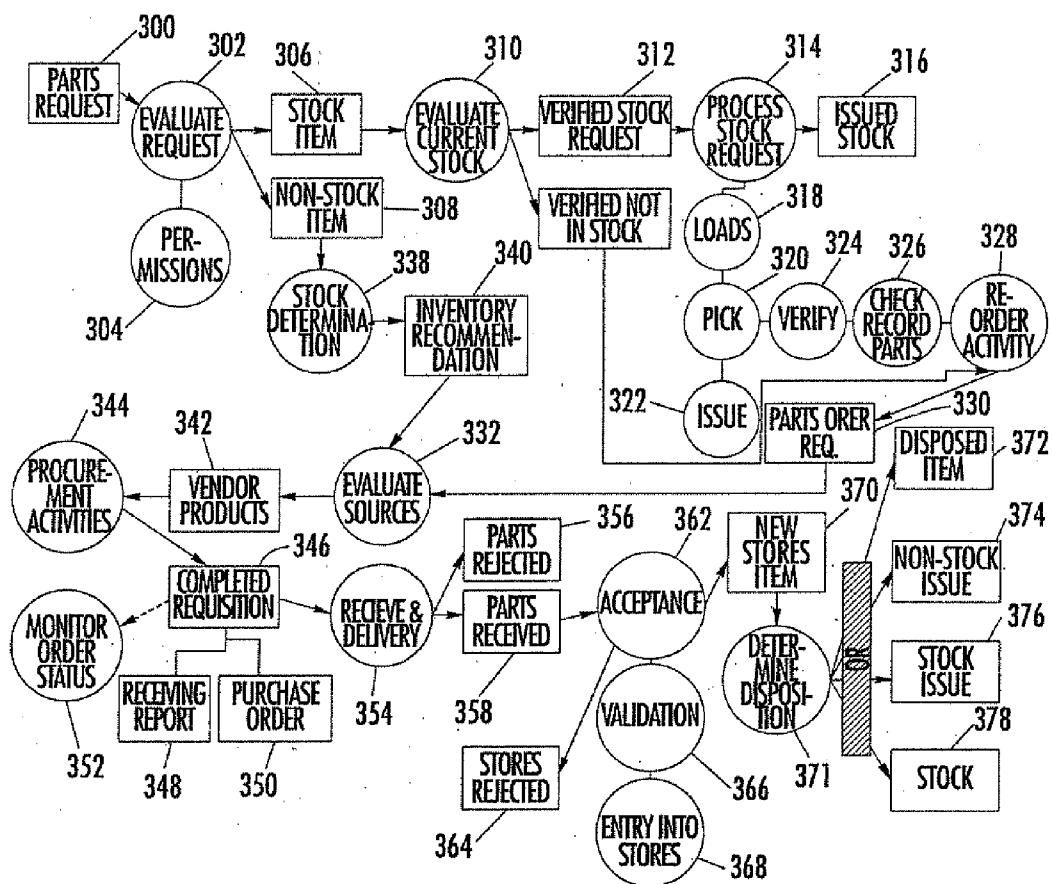 300
302
306
310
312
314
316
PARTS
REQUEST
EVALUATE
REQUEST
STOCK
ITEM
EVALUATE
CURRENT
STOCK
VERIFIED STOCK
REQUEST
PROCESS
STOCK
REQUEST
ISSUED
STOCK
NON-STOCK
ITEM
308
VERIFIED NOT
IN STOCK
LOADS
318
PER-
MISSIONS
304
338
STOCK
DETERMINA-
TION
340
INVENTORY
RECOMMEN-
DATION
320
324
326
328
PICK
VERIFY
CHECK
RECORD
PARTS
RE-
ORDER
ACTIVITY
322
ISSUE
PARTS ORER
REQ.
330
344
342
332
PROCURE-
MENT
ACTIVITIES
VENDOR
PRODUCTS
EVALUATE
SOURCES
DISPOSED
ITEM
372
346
356
362
370
374
COMPLETED
REQUISITION
PARTS
REJECTED
NEW
STORES
ITEM
NON-STOCK
ISSUE
MONITOR
ORDER
STATUS
352
RECIEVE &
DELIVERY
354
PARTS
RECEIVED
358
ACCEPTANCE
376
RECEIVING
REPORT
348
PURCHASE
ORDER
350
VALIDATION
366
DETER-
MINE
DISPOSI-
TION
371
OR
STOCK
ISSUE
378
STORES
REJECTED
364
STOCK
ENTRY INTO
STORES
368